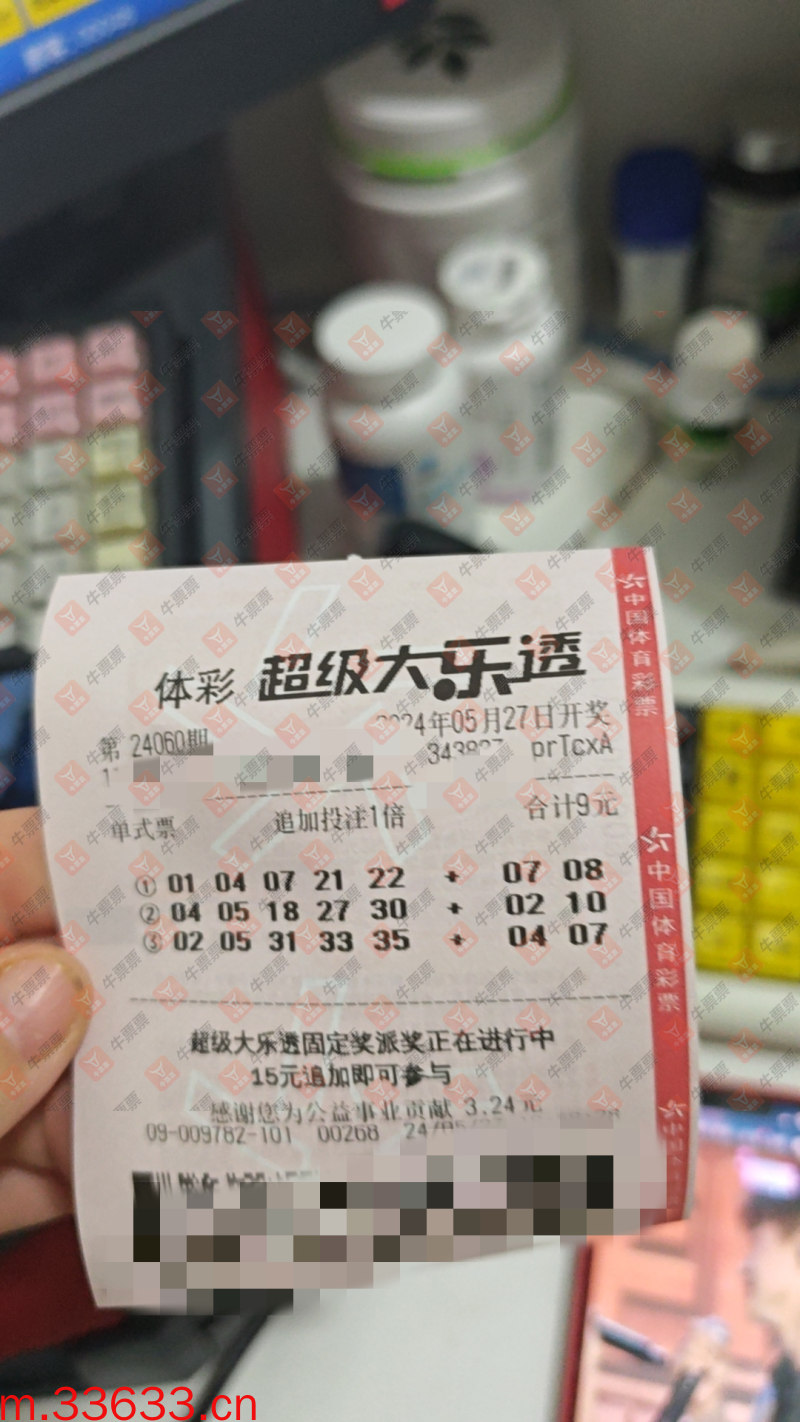 体彩 超级大乐透
2024年05月27日开奖
第 24060期
prTcxA
单式票 追加投注1倍 合计9元
① 01 04 07 21 22 + 07 08
② 04 05 18 27 30 + 02 10
③ 02 05 31 33 35 + 04 07
超级大乐透固定奖派奖正在进行中
15元追加即可参与
感谢您为公益事业贡献 3.24元
09-009782-101 00268
中国体育彩票
中国体育彩票
牛票票
m.33633.cn